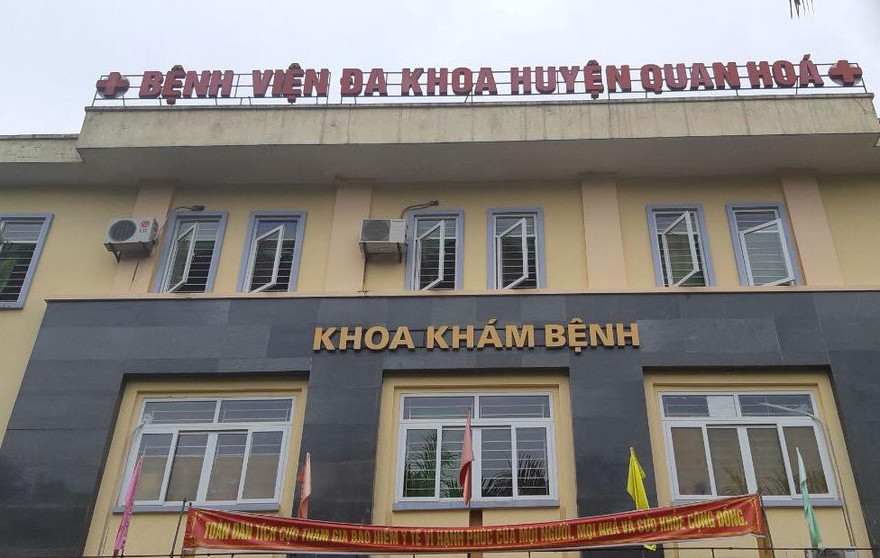 BỆNH VIỆN ĐA KHOA HUYỆN QUAN HOÁ
LG
KHOA KHÁM BỆNH
TOÀN DÂN TÍCH CỰC THAM GIA BẢO HIỂM Y TẾ VÌ HẠNH PHÚC CỦA MỌI NGƯỜI, MỌI NHÀ VÀ SỨC KHỎE CỘNG ĐỒNG.